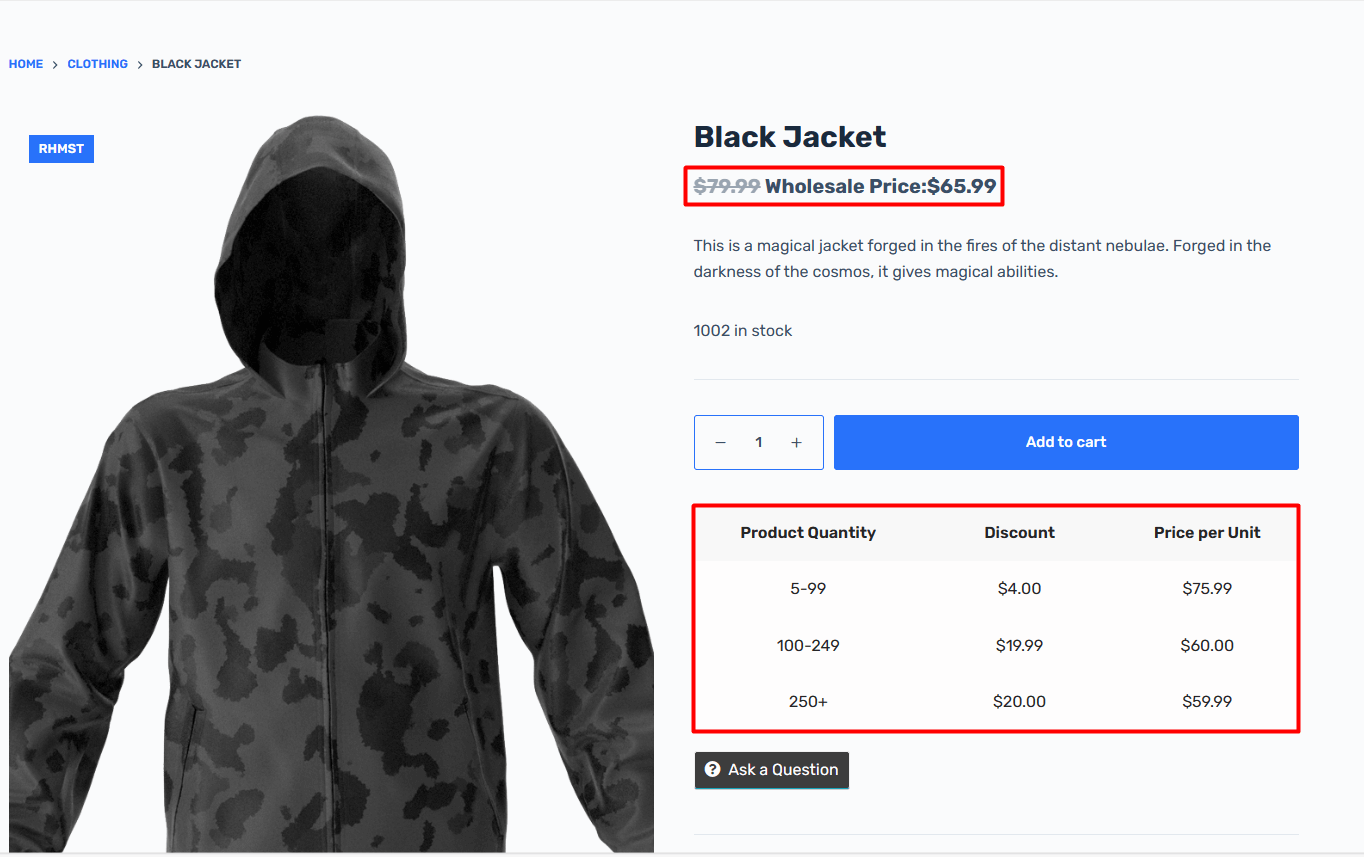 HOME > CLOTHING > BLACK JACKET
RHMST
Black Jacket
$79.99 Wholesale Price:$65.99
This is a magical jacket forged in the fires of the distant nebulae. Forged in the
darkness of the cosmos, it gives magical abilities.
1002 in stock
− 1 + Add to cart
Product Quantity Discount Price per Unit
5-99 $4.00 $75.99
100-249 $19.99 $60.00
250+ $20.00 $59.99
? Ask a Question